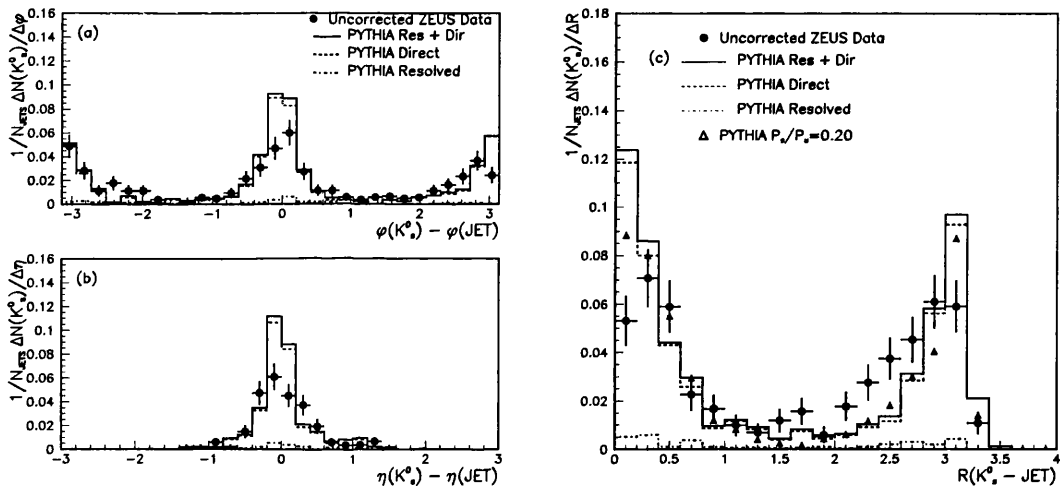 1/N_JETS ΔN(K⁰ₛ)/Δφ
0.16
0.14
0.12
0.1
0.08
0.06
0.04
0.02
0
(a)
Uncorrected ZEUS Data
PYTHIA Res + Dir
PYTHIA Direct
PYTHIA Resolved
−3 −2 −1 0 1 2 3
φ(K⁰ₛ) − φ(JET)
1/N_JETS ΔN(K⁰ₛ)/Δη
0.16
0.14
0.12
0.1
0.08
0.06
0.04
0.02
0
(b)
−3 −2 −1 0 1 2 3
η(K⁰ₛ) − η(JET)
1/N_JETS ΔN(K⁰ₛ)/ΔR
0.18
0.16
0.14
0.12
0.1
0.08
0.06
0.04
0.02
0
(c)
Uncorrected ZEUS Data
PYTHIA Res + Dir
PYTHIA Direct
PYTHIA Resolved
PYTHIA Pₛ/Pᵤ=0.20
0 0.5 1 1.5 2 2.5 3 3.5 4
R(K⁰ₛ − JET)